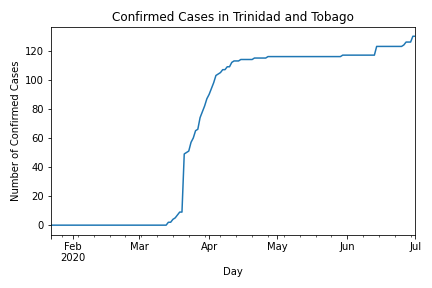 Confirmed Cases in Trinidad and Tobago
Number of Confirmed Cases
120
100
80
60
40
20
0
Feb Mar Apr May Jun Jul
2020
Day